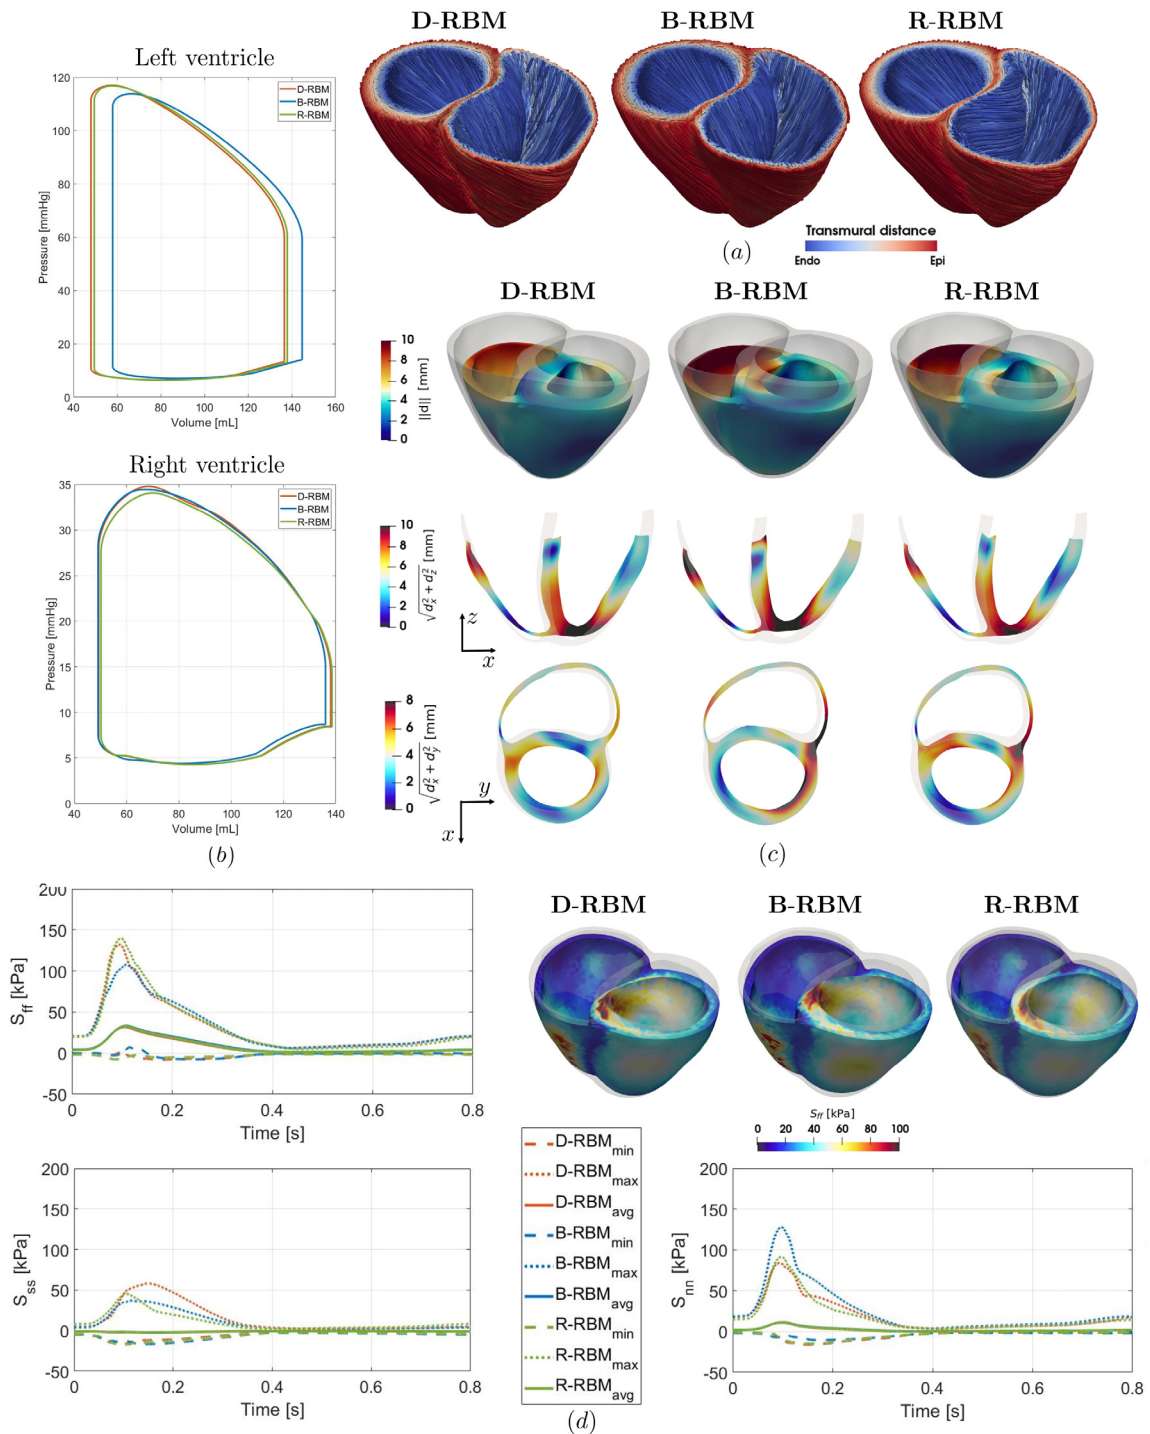 D-RBM B-RBM R-RBM
Transmural distance
Endo Epi
(a)
Left ventricle
120
100
80
60
40
20
0
40 60 80 100 120 140 160
Pressure [mmHg]
Volume [mL]
D-RBM
B-RBM
R-RBM
Right ventricle
35
30
25
20
15
10
5
0
40 60 80 100 120 140
Pressure [mmHg]
Volume [mL]
D-RBM
B-RBM
R-RBM
(b)
D-RBM B-RBM R-RBM
10
8
6
4
2
0
||d|| [mm]
10
8
6
4
2
0
√d²x + d²z [mm]
z
x
8
6
4
2
0
√d²x + d²y [mm]
y
x
(c)
200
150
100
50
0
-50
0 0.2 0.4 0.6 0.8
Sff [kPa]
Time [s]
D-RBM B-RBM R-RBM
Sff [kPa]
0 20 40 60 80 100
200
150
100
50
0
-50
0 0.2 0.4 0.6 0.8
Sss [kPa]
Time [s]
D-RBMmin
D-RBMmax
D-RBMavg
B-RBMmin
B-RBMmax
B-RBMavg
R-RBMmin
R-RBMmax
R-RBMavg
200
150
100
50
0
-50
0 0.2 0.4 0.6 0.8
Snn [kPa]
Time [s]
(d)